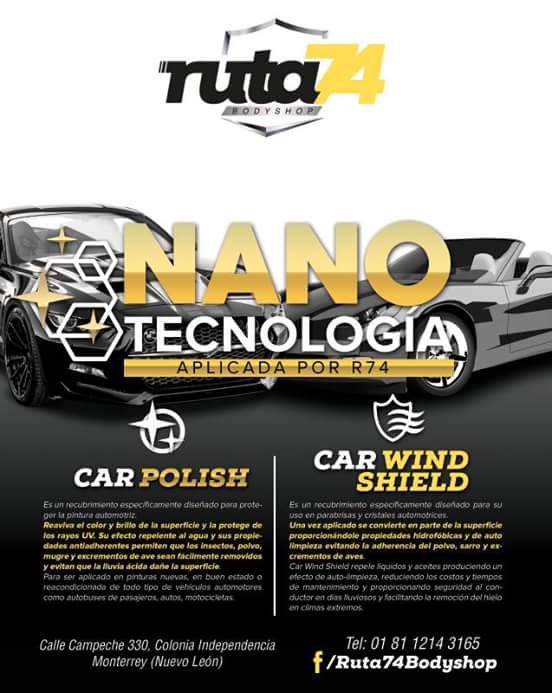 ruta74
BODYSHOP
NANO
TECNOLOGÍA
APLICADA POR R74
CAR POLISH
Es un recubrimiento específicamente diseñado para prote-
ger la pintura automotriz.
Reaviva el color y brillo de la superficie y la protege de
los rayos UV. Su efecto repelente al agua y sus propie-
dades antiadherentes permiten que los insectos, polvo,
mugre y excrementos de ave sean fácilmente removidos
y evitan que la lluvia ácida dañe la superficie.
Para ser aplicado en pinturas nuevas, en buen estado o
reacondicionada de todo tipo de vehículos automotores
como autobuses de pasajeros, autos, motocicletas.
CAR WIND
SHIELD
Es un recubrimiento específicamente diseñado para su
uso en parabrisas y cristales automotrices.
Una vez aplicado se convierte en parte de la superficie
proporcionándole propiedades hidrofóbicas y de auto
limpieza evitando la adherencia del polvo, sarro y ex-
crementos de aves.
Car Wind Shield repele líquidos y aceites produciendo un
efecto de auto-limpieza, reduciendo los costos y tiempos
de mantenimiento y proporcionando seguridad al con-
ductor en días lluviosos y facilitando la remoción del hielo
en climas extremos.
Calle Campeche 330, Colonia Independencia
Monterrey (Nuevo León)
Tel: 01 81 1214 3165
f/Ruta74Bodyshop